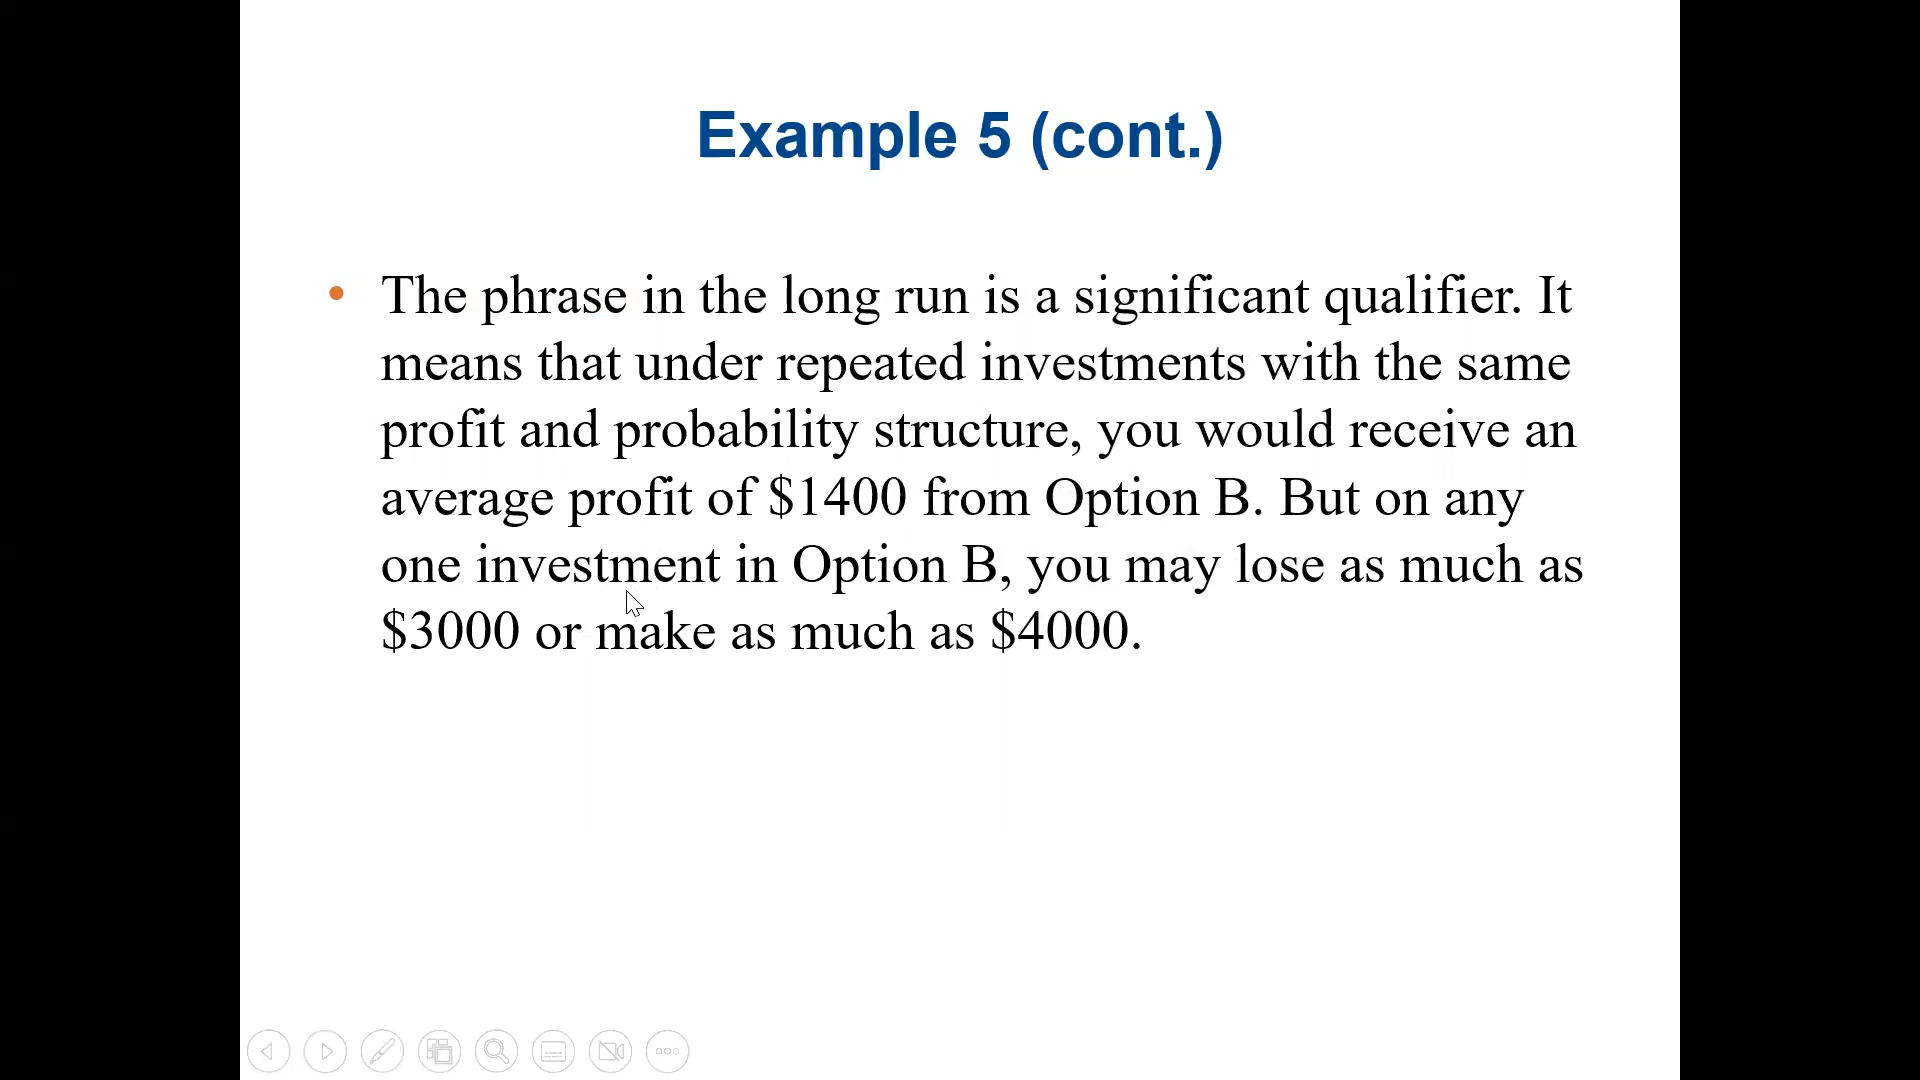 Example 5 (cont.)
• The phrase in the long run is a significant qualifier. It
means that under repeated investments with the same
profit and probability structure, you would receive an
average profit of $1400 from Option B. But on any
one investment in Option B, you may lose as much as
$3000 or make as much as $4000.